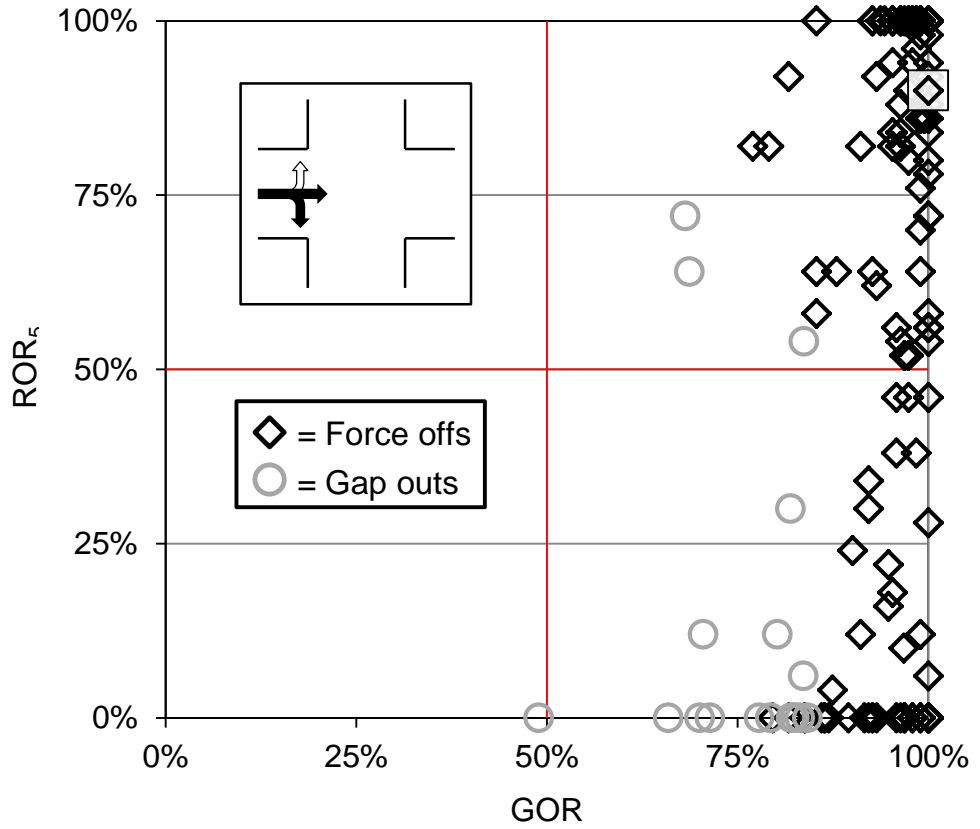 100%
75%
50%
25%
0%
ROR₅
= Force offs
= Gap outs
0%
25%
50%
75%
100%
GOR